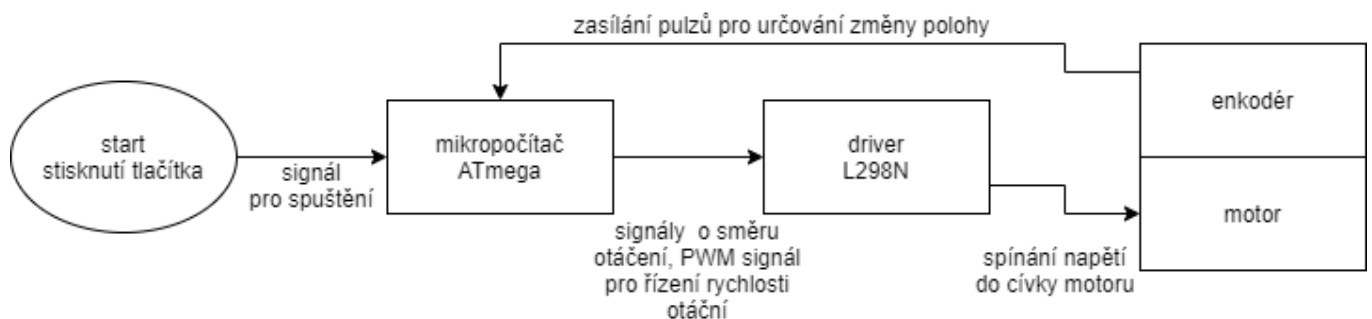 zasílání pulzů pro určování změny polohy
start
stisknutí tlačítka
signál
pro spuštění
mikropočítač
ATmega
signály o směru
otáčení, PWM signál
pro řízení rychlosti
otáční
driver
L298N
spínání napětí
do cívky motoru
enkodér
motor